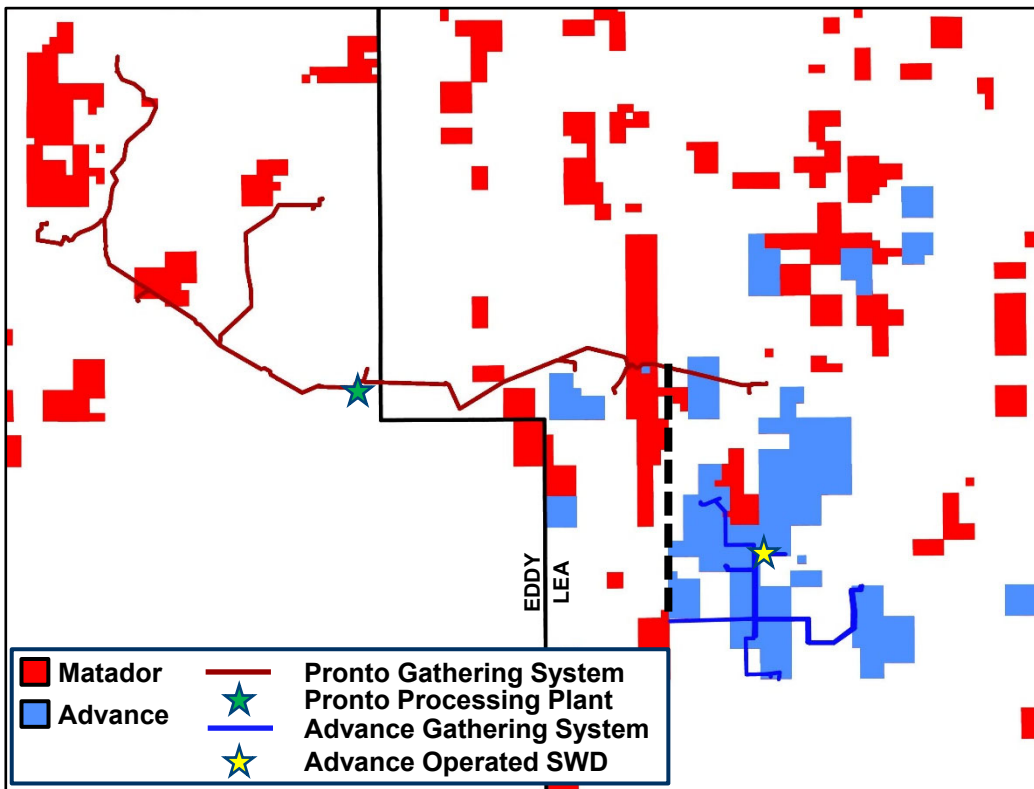 EDDY
LEA
Matador
Advance
Pronto Gathering System
Pronto Processing Plant
Advance Gathering System
Advance Operated SWD